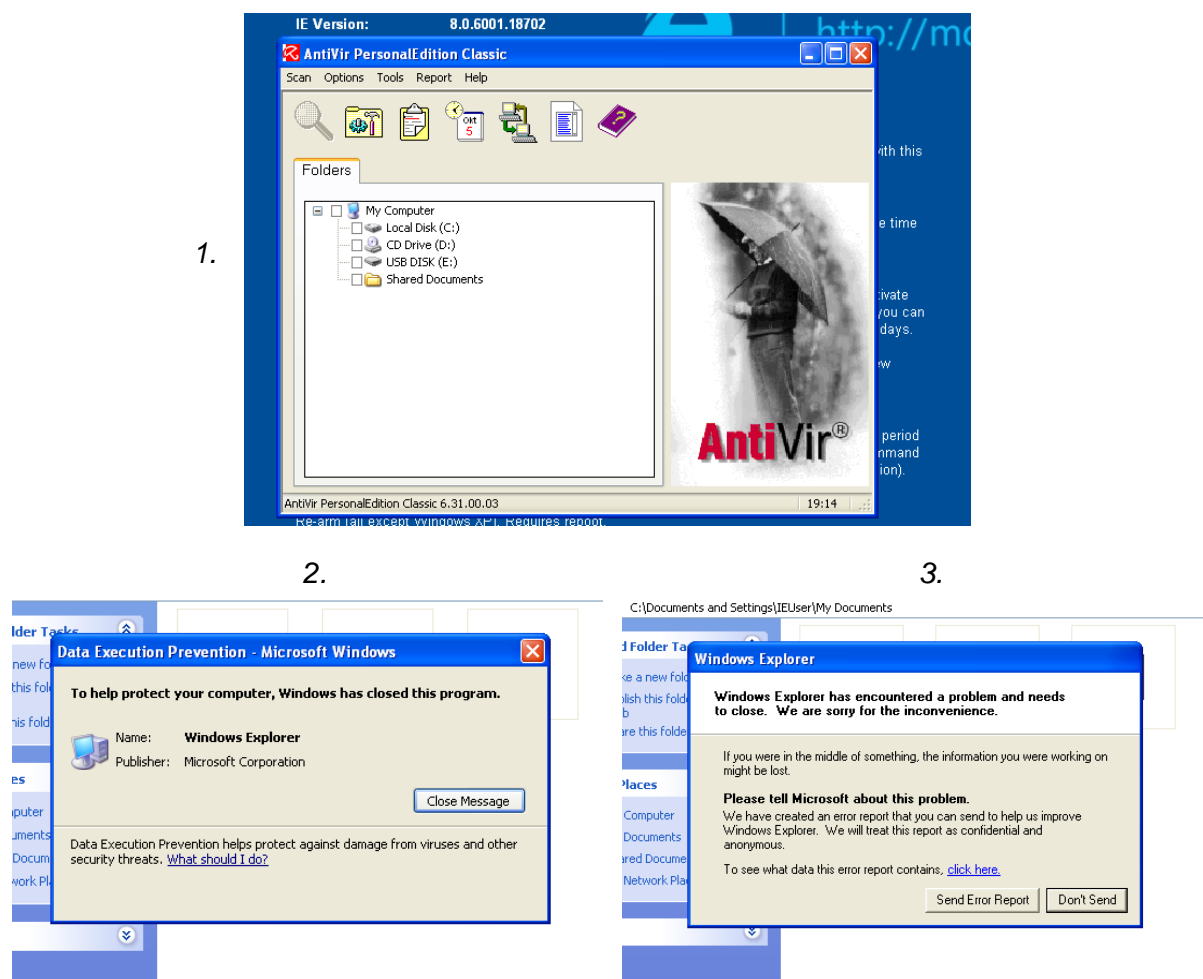 IE Version: 8.0.6001.18702
http://mo
AntiVir PersonalEdition Classic
Scan Options Tools Report Help
Okt
5
Folders
with this
My Computer
Local Disk (C:)
e time
CD Drive (D:)
1.
USB DISK (E:)
Shared Documents
tivate
you can
days.
ew
AntiVir®
period
mmand
ion).
AntiVir PersonalEdition Classic 6.31.00.03 19:14
Re-arm (all except Windows XP). Requires reboot.
2.
lder Tasks
Data Execution Prevention - Microsoft Windows
new fo
To help protect your computer, Windows has closed this program.
this fold
his fold
Name: Windows Explorer
Publisher: Microsoft Corporation
es
Close Message
mputer
uments
Data Execution Prevention helps protect against damage from viruses and other
security threats. What should I do?
Docum
work Pl
3.
C:\Documents and Settings\IEUser\My Documents
d Folder Ta
Windows Explorer
ke a new fold
Windows Explorer has encountered a problem and needs
to close. We are sorry for the inconvenience.
blish this folde
b
are this folde
If you were in the middle of something, the information you were working on
might be lost.
Places
Please tell Microsoft about this problem.
Computer
We have created an error report that you can send to help us improve
Windows Explorer. We will treat this report as confidential and
anonymous.
Documents
ared Docume
To see what data this error report contains, click here.
Network Pla
Send Error Report Don't Send